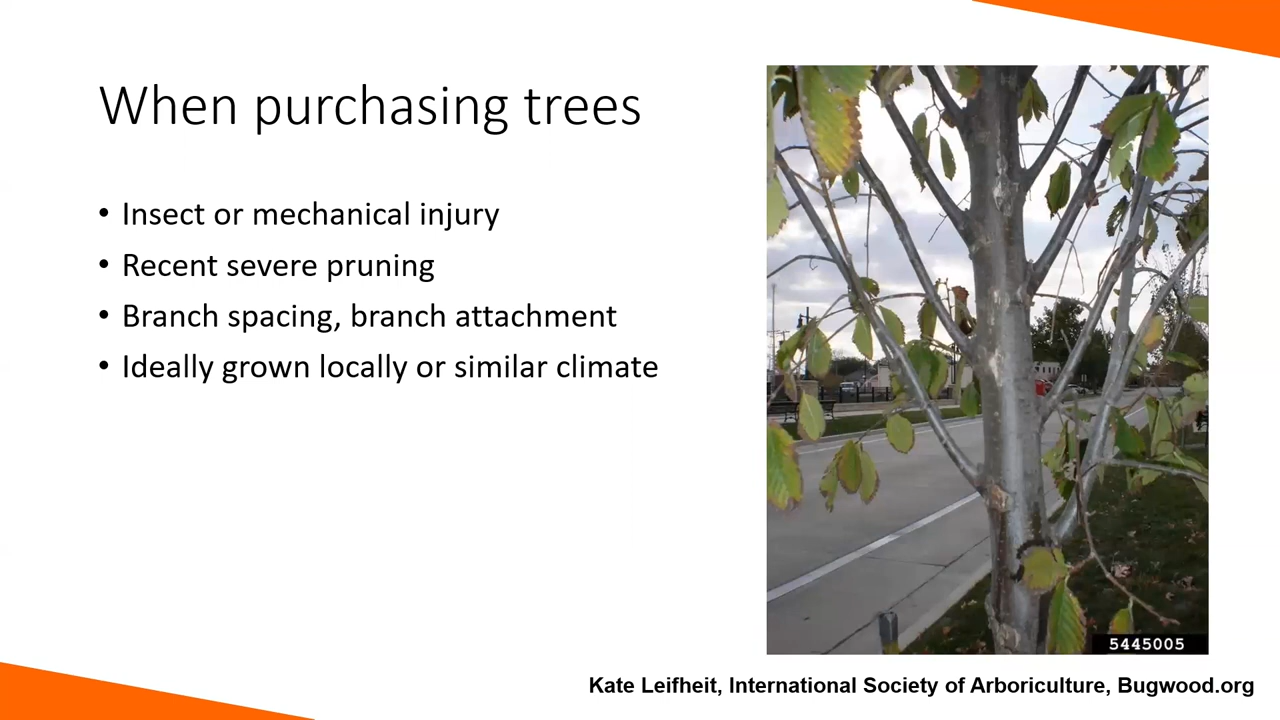 When purchasing trees
• Insect or mechanical injury
• Recent severe pruning
• Branch spacing, branch attachment
• Ideally grown locally or similar climate
5445005
Kate Leifheit, International Society of Arboriculture, Bugwood.org